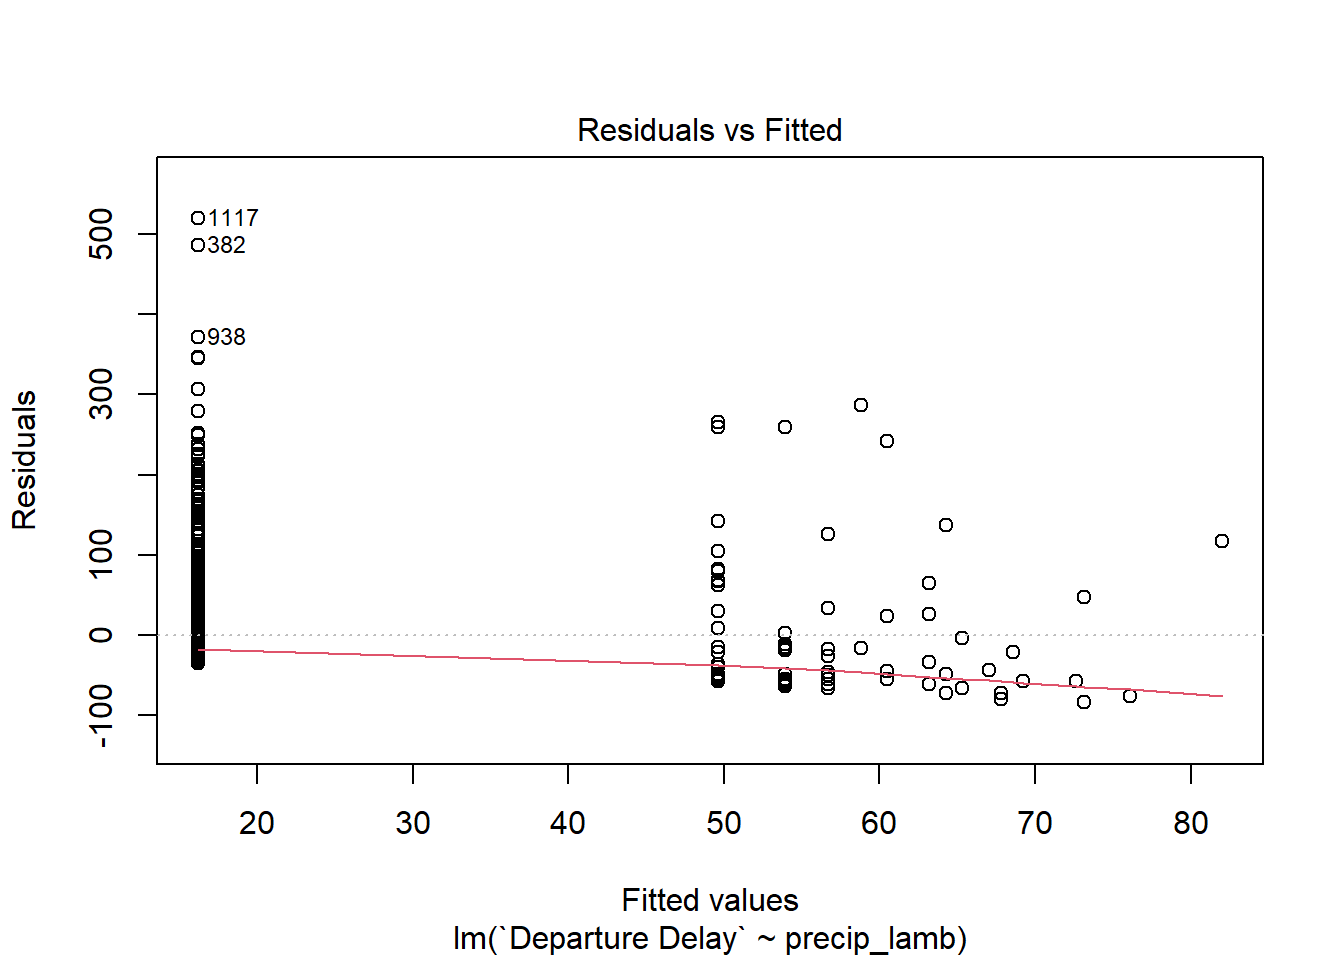 Residuals vs Fitted
1117
382
938
500
300
100
0
-100
Residuals
20 30 40 50 60 70 80
Fitted values
lm(`Departure Delay` ~ precip_lamb)